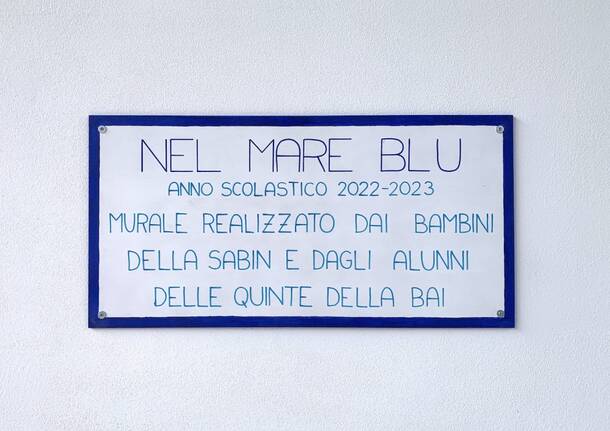 NEL MARE BLU
ANNO SCOLASTICO 2022-2023
MURALE REALIZZATO DAI BAMBINI
DELLA SABIN E DAGLI ALUNNI
DELLE QUINTE DELLA BAI